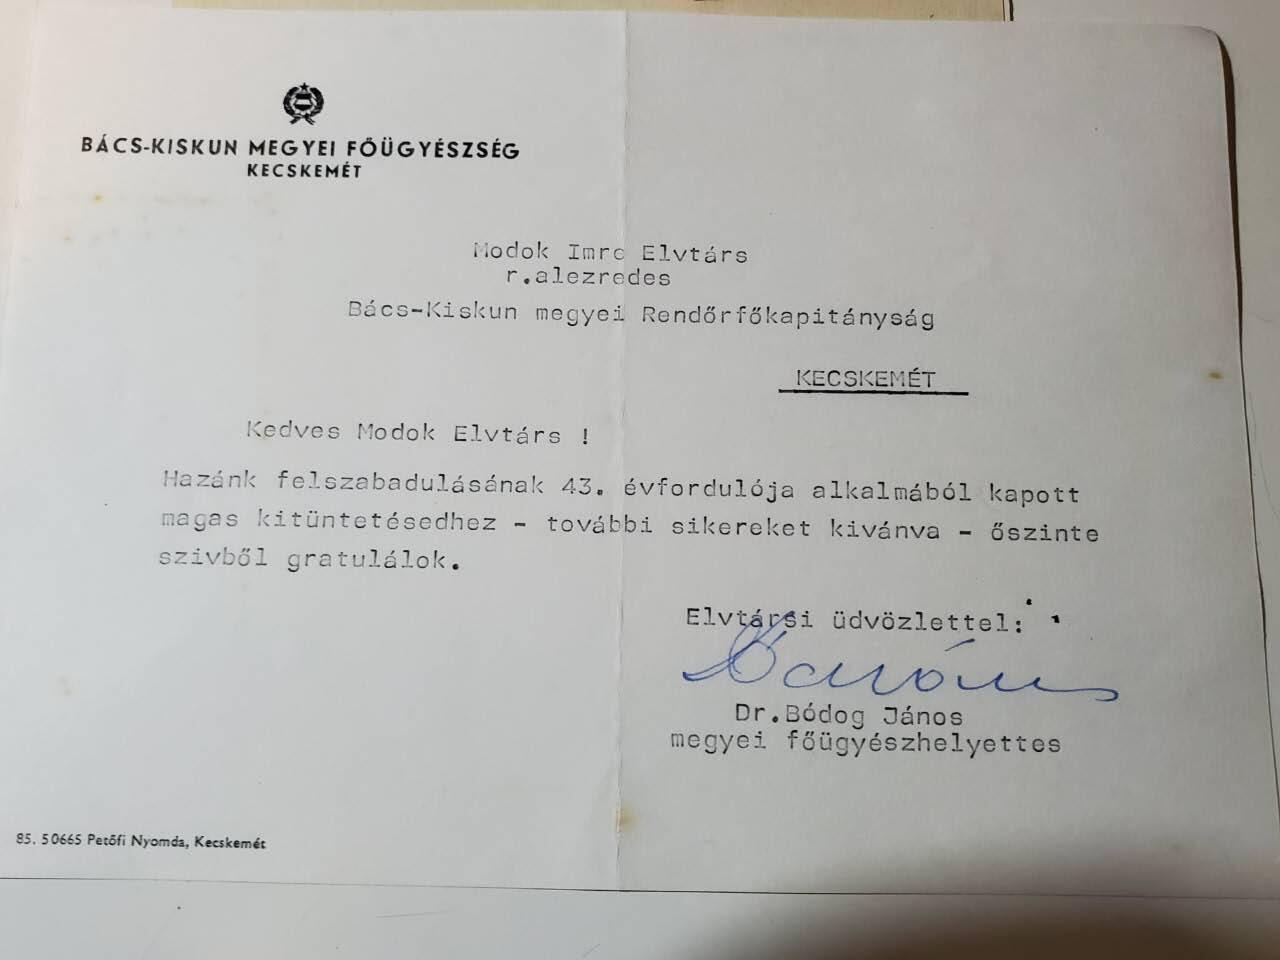 BÁCS-KISKUN MEGYEI FŐÜGYÉSZSÉG
KECSKEMÉT
Modok Imre Elvtárs
r.alezredes
Bács-Kiskun megyei Rendőrfőkapitányság
KECSKEMÉT
Kedves Modok Elvtárs !
Hazánk felszabadulásának 43. évfordulója alkalmából kapott
magas kitüntetésedhez - további sikereket kivánva - őszinte
szivből gratulálok.
Elvtársi üdvözlettel:
Dr.Bódog János
megyei főügyészhelyettes
85. 50665 Petőfi Nyomda, Kecskemét